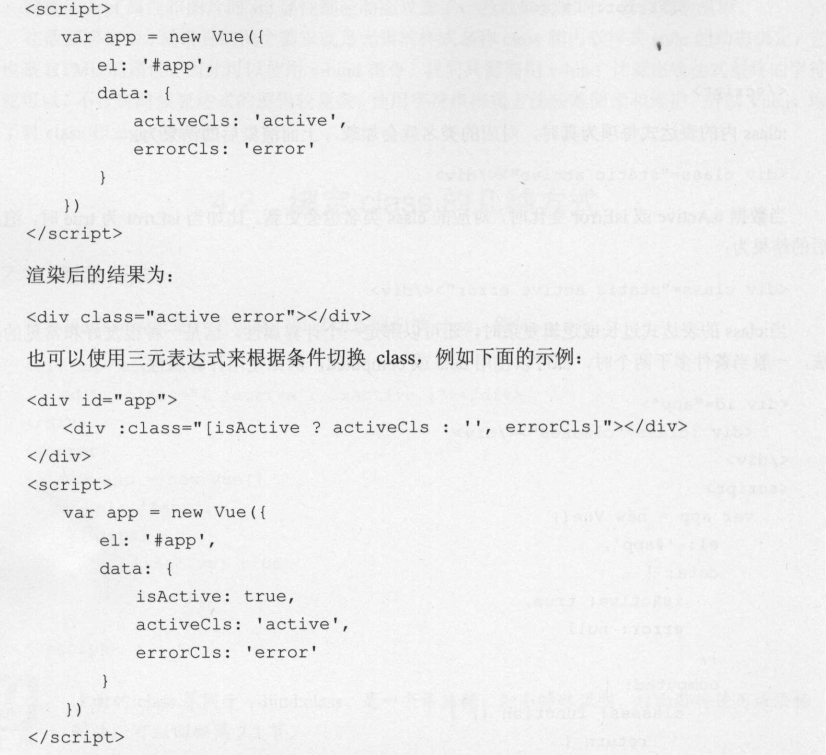 <script>
var app = new Vue({
el: '#app',
data: {
activeCls: 'active',
errorCls: 'error'
}
})
</script>
渲染后的结果为：
<div class="active error"></div>
也可以使用三元表达式来根据条件切换 class，例如下面的示例：
<div id="app">
<div :class="[isActive ? activeCls : '', errorCls]"></div>
</div>
<script>
var app = new Vue({
el: '#app',
data: {
isActive: true,
activeCls: 'active',
errorCls: 'error'
}
})
</script>